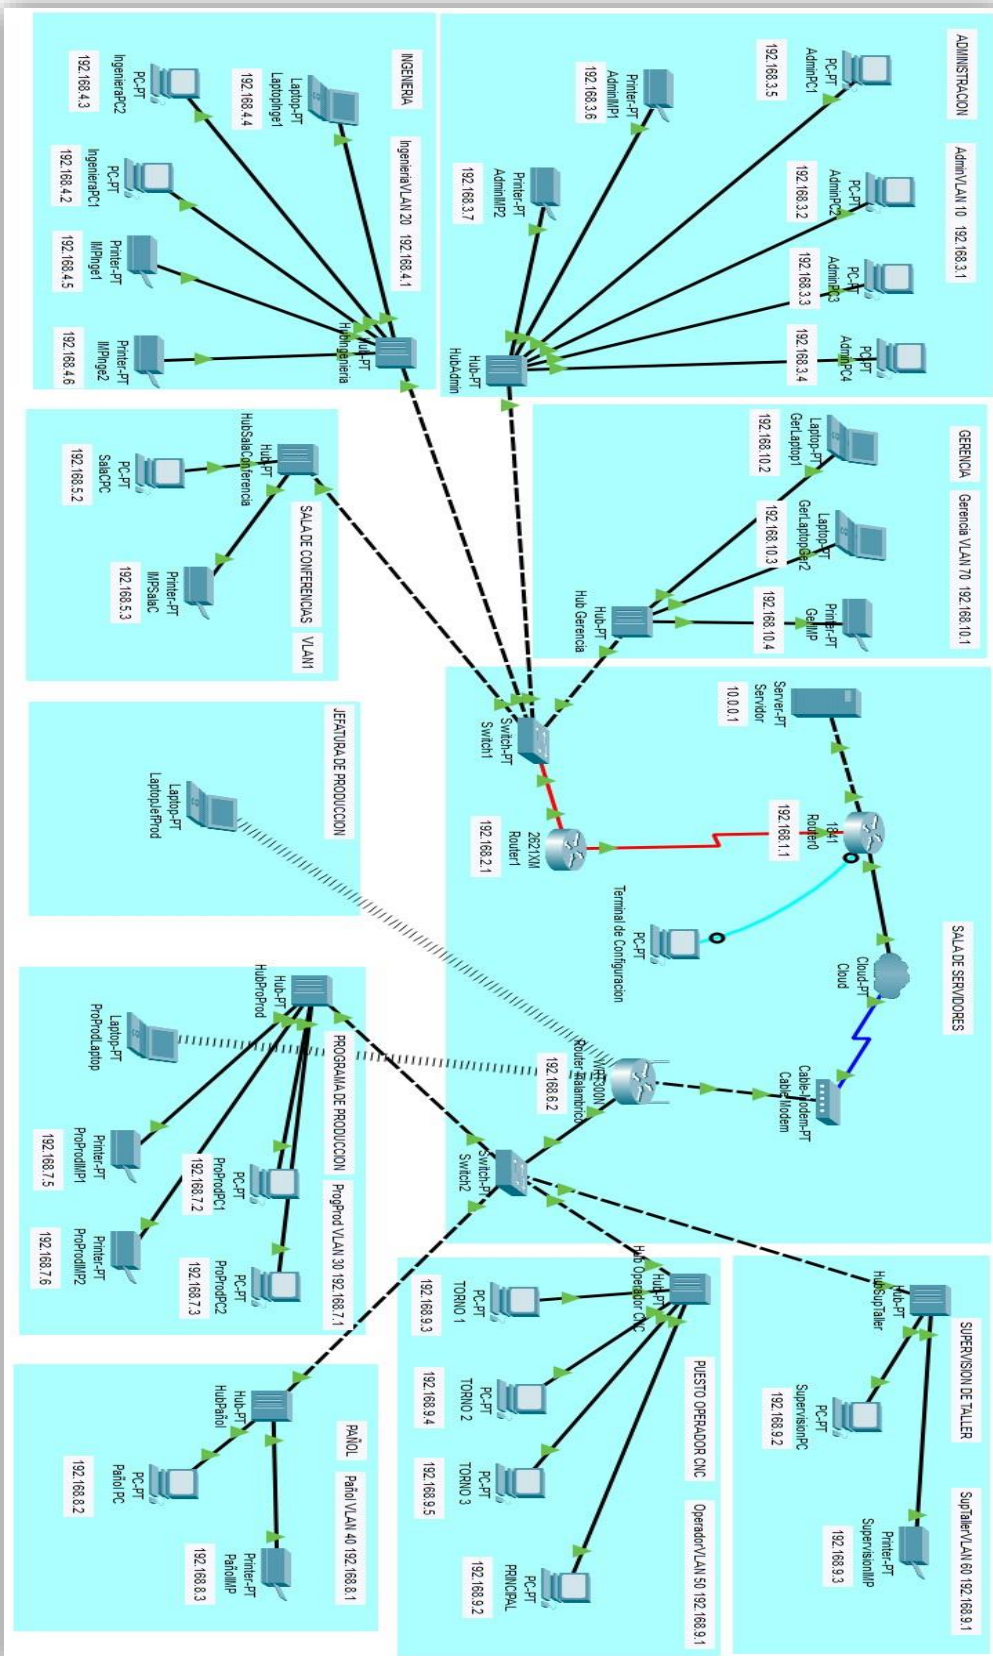 ADMINISTRACION
AdminVLAN 10 192.168.3.1
PC-PT
AdminPC1
192.168.3.5
PC-PT
AdminPC2
192.168.3.2
PC-PT
AdminPC3
192.168.3.3
PC-PT
AdminPC4
192.168.3.4
Printer-PT
AdminIMP1
192.168.3.6
Printer-PT
AdminIMP2
192.168.3.7
Hub-PT
HubAdmin
INGENIERIA
IngenieriaVLAN 20 192.168.4.1
Laptop-PT
LaptopInge1
192.168.4.4
PC-PT
IngenieraPC2
192.168.4.3
PC-PT
IngenieraPC1
192.168.4.2
Printer-PT
IMPInge1
192.168.4.5
Printer-PT
IMPInge2
192.168.4.6
Hub-PT
HubIngenieria
GERENCIA
Gerencia VLAN 70 192.168.10.1
Laptop-PT
GerLaptop1
192.168.10.2
Laptop-PT
GerLaptopGer2
192.168.10.3
Printer-PT
GerIMP
192.168.10.4
Hub-PT
Hub Gerencia
SALA DE CONFERENCIAS
VLAN1
Hub-PT
HubSalaConferencia
PC-PT
SalaCPC
192.168.5.2
Printer-PT
IMPSalaC
192.168.5.3
SALA DE SERVIDORES
Server-PT
Servidor
10.0.0.1
1841
Router0
192.168.1.1
Switch-PT
Switch1
2621XM
Router1
192.168.2.1
PC-PT
Terminal de Configuracion
Cloud-PT
Cloud
Cable-Modem-PT
Cable Modem
WRT300N
Router Inalambrico
192.168.6.2
Switch-PT
Switch2
JEFATURA DE PRODUCCION
Laptop-PT
LaptopJefProd
PROGRAMA DE PRODUCCION
ProgProd VLAN 30 192.168.7.1
Hub-PT
HubProProd
Laptop-PT
ProProdLaptop
Printer-PT
ProProdIMP1
192.168.7.5
PC-PT
ProProdPC1
192.168.7.2
Printer-PT
ProProdIMP2
192.168.7.6
PC-PT
ProProdPC2
192.168.7.3
SUPERVISION DE TALLER
SupTallerVLAN 60 192.168.9.1
Hub-PT
HubSupTaller
PC-PT
SupervisionPC
192.168.9.2
Printer-PT
SupervisionIMP
192.168.9.3
PUESTO OPERADOR CNC
OperadorVLAN 50 192.168.9.1
Hub-PT
Hub Operador CNC
PC-PT
TORNO 1
192.168.9.3
PC-PT
TORNO 2
192.168.9.4
PC-PT
TORNO 3
192.168.9.5
PC-PT
PRINCIPAL
192.168.9.2
PAÑOL
Pañol VLAN 40 192.168.8.1
Hub-PT
HubPañol
PC-PT
Pañol PC
192.168.8.2
Printer-PT
PañolIMP
192.168.8.3